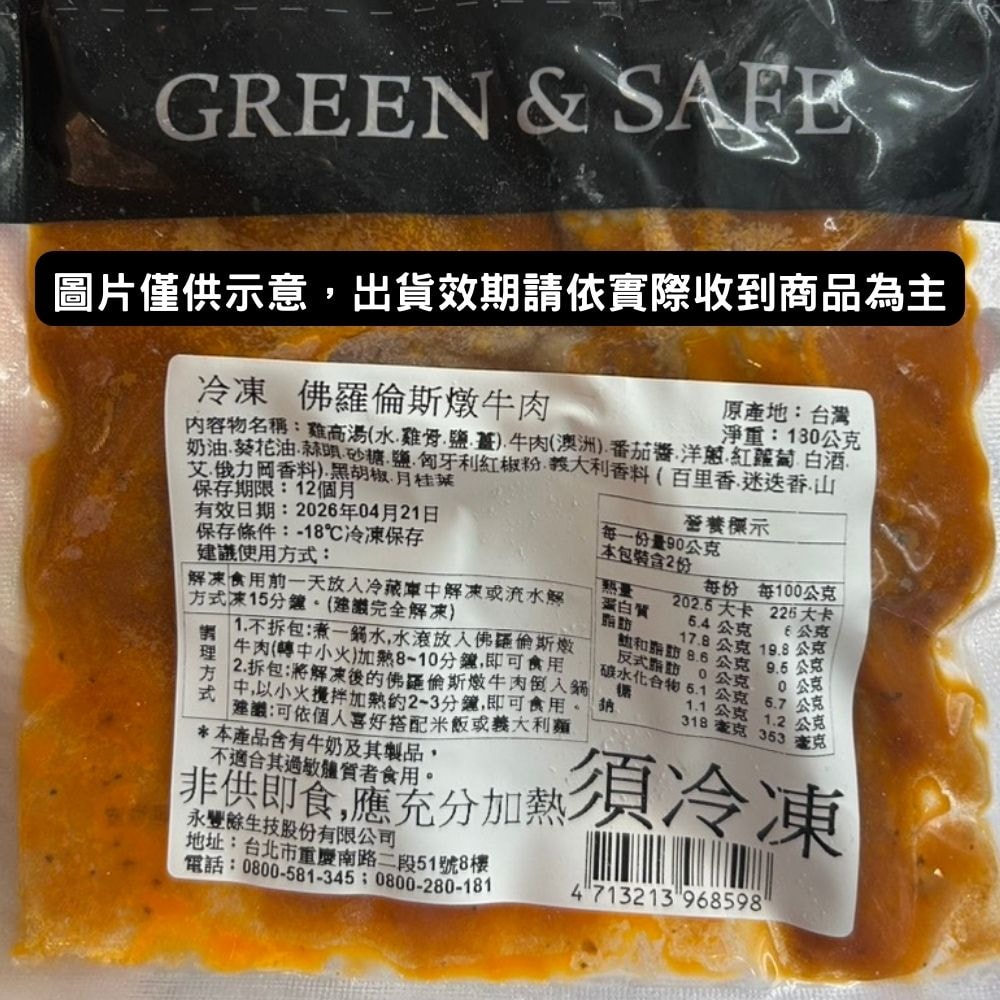 GREEN & SAFE
圖片僅供示意，出貨效期請依實際收到商品為主
冷凍 佛羅倫斯燉牛肉
原產地：台灣
淨重：180公克
內容物名稱：雞高湯(水.雞骨.鹽.薑).牛肉(澳洲).番茄醬.洋蔥.紅蘿蔔.白酒.
奶油.葵花油.蒜頭.砂糖.鹽.匈牙利紅椒粉.義大利香料(百里香.迷迭香.山
艾.俄力岡香料).黑胡椒.月桂葉
保存期限：12個月
有效日期：2026年04月21日
保存條件：-18℃冷凍保存
建議使用方式：
解凍方式
食用前一天放入冷藏庫中解凍或流水解
凍15分鐘。(建議完全解凍)
調理方式
1.不拆包:煮一鍋水,水滾放入佛羅倫斯燉
牛肉(轉中小火)加熱8~10分鐘,即可食用
2.拆包:將解凍後的佛羅倫斯燉牛肉倒入鍋
中,以小火攪拌加熱約2~3分鐘,即可食用。
建議:可依個人喜好搭配米飯或義大利麵
營養標示
每一份量90公克
本包裝含2份
每份 每100公克
熱量 202.5 大卡 225 大卡
蛋白質 5.4 公克 6 公克
脂肪 17.8 公克 19.8 公克
飽和脂肪 8.6 公克 9.5 公克
反式脂肪 0 公克 0 公克
碳水化合物 5.1 公克 5.7 公克
糖 1.1 公克 1.2 公克
鈉 318 毫克 353 毫克
*本產品含有牛奶及其製品，
不適合其過敏體質者食用。
非供即食,應充分加熱
須冷凍
永豐餘生技股份有限公司
地址：台北市重慶南路二段51號8樓
電話：0800-581-345；0800-280-181
4 713213 968598